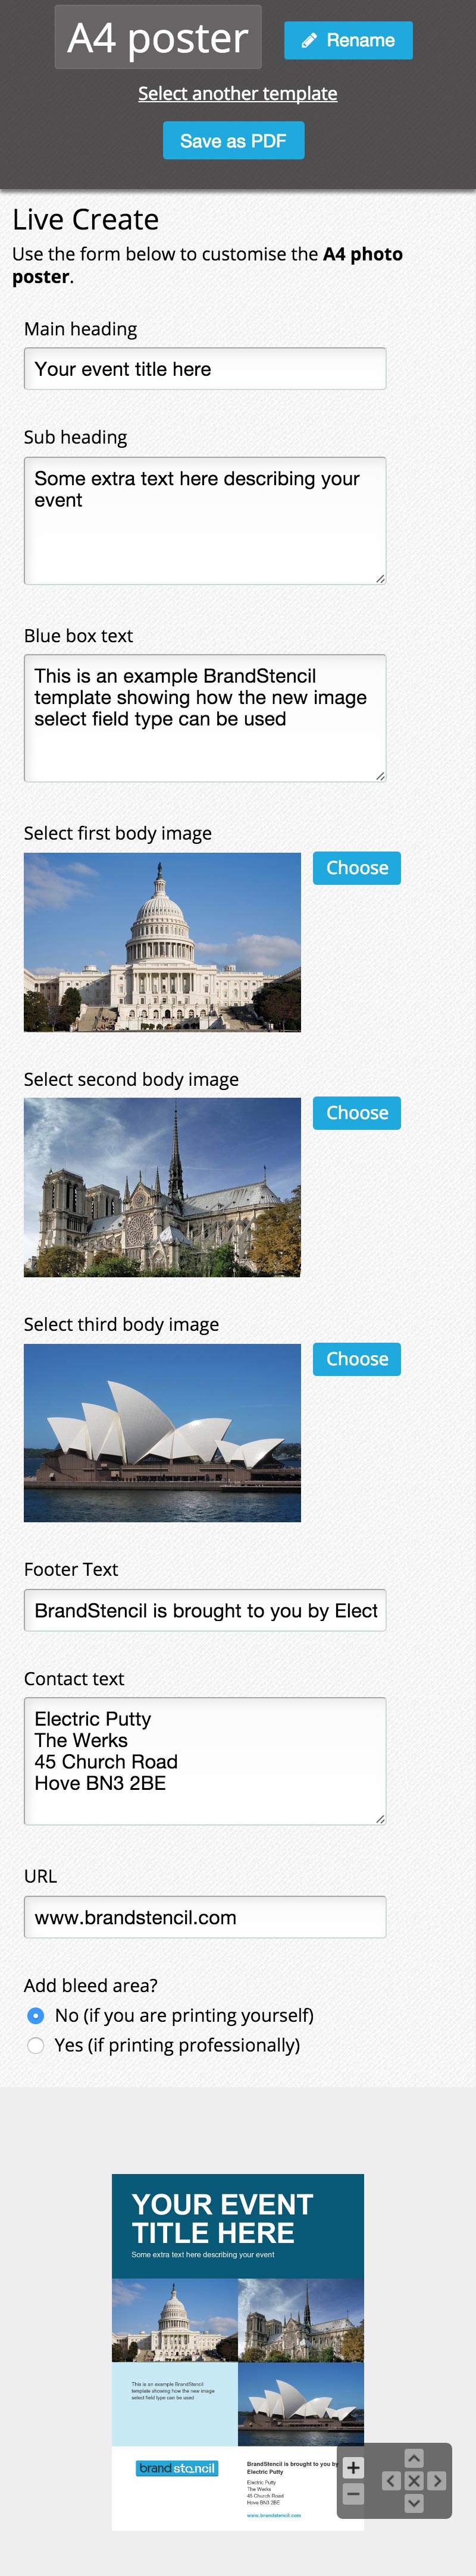 A4 poster
Rename
Select another template
Save as PDF
Live Create
Use the form below to customise the A4 photo
poster.
Main heading
Your event title here
Sub heading
Some extra text here describing your
event
Blue box text
This is an example BrandStencil
template showing how the new image
select field type can be used
Select first body image
Choose
Select second body image
Choose
Select third body image
Choose
Footer Text
BrandStencil is brought to you by Elect
Contact text
Electric Putty
The Werks
45 Church Road
Hove BN3 2BE
URL
www.brandstencil.com
Add bleed area?
No (if you are printing yourself)
Yes (if printing professionally)
YOUR EVENT
TITLE HERE
Some extra text here describing your event
This is an example BrandStencil
template showing how the new image
select field type can be used
brand stencil
BrandStencil is brought to you by
Electric Putty
Electric Putty
The Werks
45 Church Road
Hove BN3 2BE
www.brandstencil.com